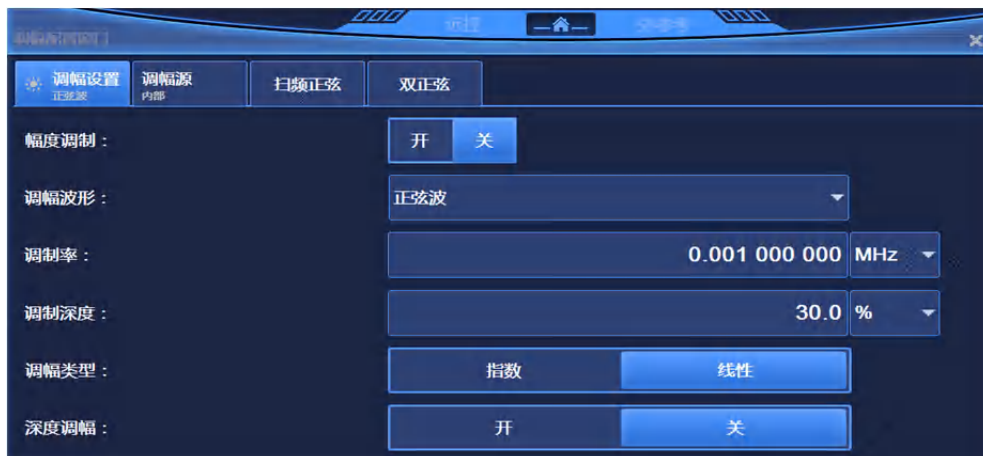 远控
调幅设置
正弦波
调幅源
内部
扫频正弦
双正弦
幅度调制：
开 关
调幅波形：
正弦波
调制率：
0.001 000 000 MHz
调制深度：
30.0 %
调幅类型：
指数 线性
深度调幅：
开 关